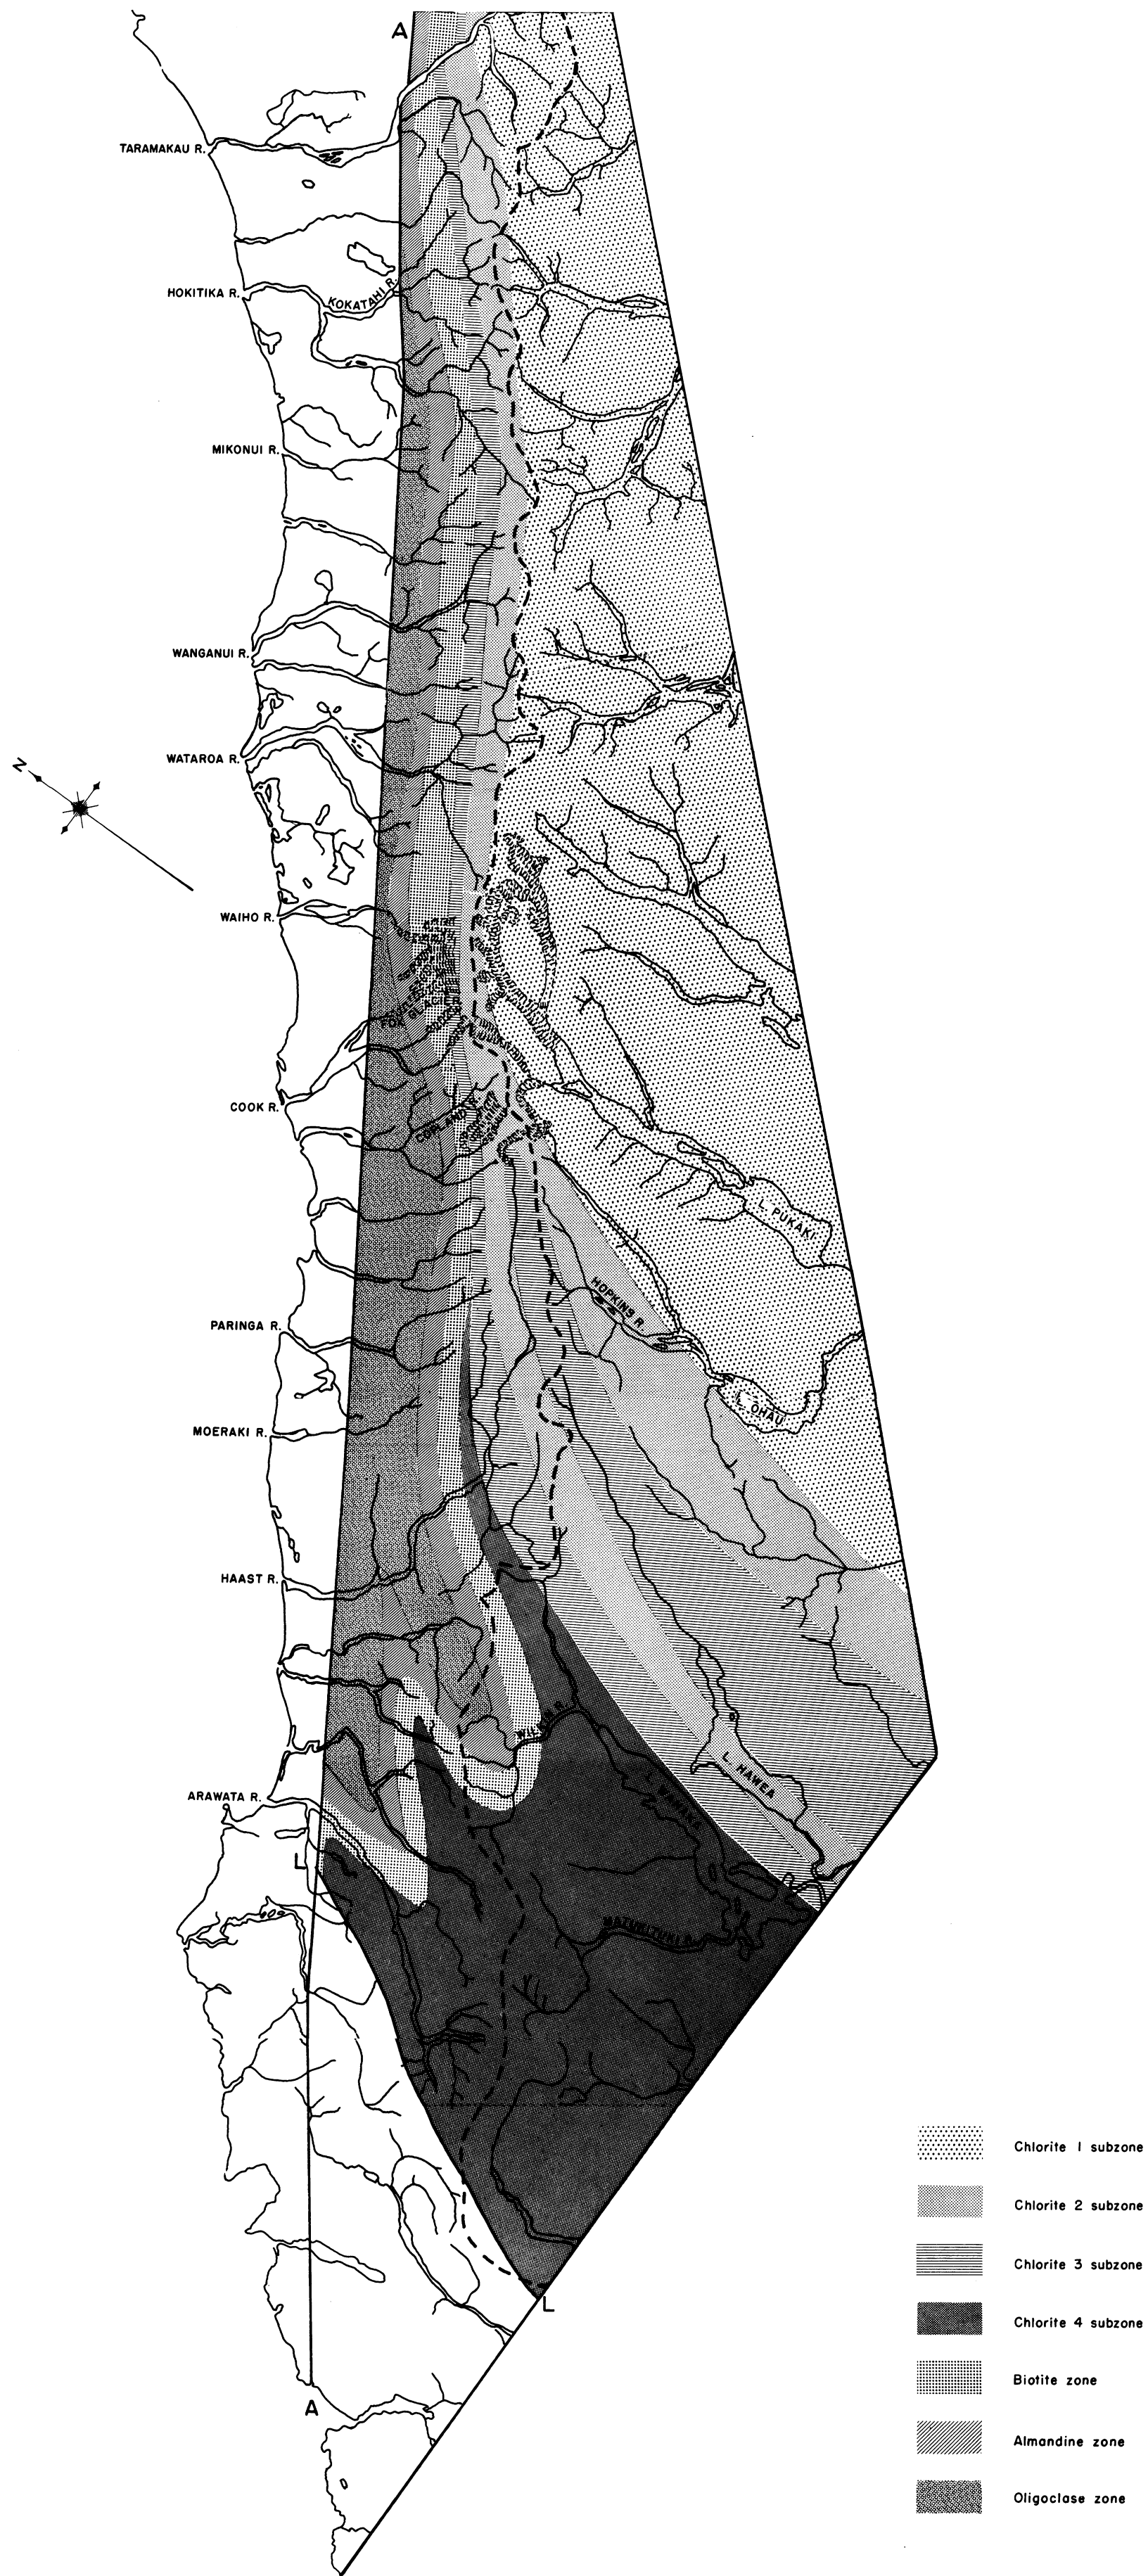 A
TARAMAKAU R.
HOKITIKA R.
KOKATAHI R.
MIKONUI R.
WANGANUI R.
WATAROA R.
N
WAIHO R.
FOX GLACIER
COOK R.
COPLAND R.
L. PUKAKI
HOPKINS R.
PARINGA R.
L. OHAU
MOERAKI R.
HAAST R.
WILKIN R.
L. HAWEA
L. WANAKA
ARAWATA R.
L
MATUKITUKI R.
L
A
Chlorite 1 subzone
Chlorite 2 subzone
Chlorite 3 subzone
Chlorite 4 subzone
Biotite zone
Almandine zone
Oligoclase zone